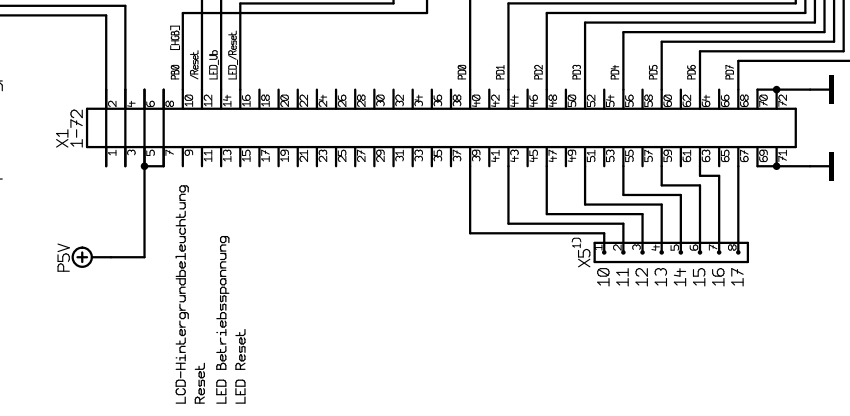 PB0 [HGB]
/Reset
LED_Ub
LED_/Reset
PD0
PD1
PD2
PD3
PD4
PD5
PD6
PD7
2 4 6 8 10 12 14 16 18 20 22 24 26 28 30 32 34 36 38 40 42 44 46 48 50 52 54 56 58 60 62 64 66 68 70 72
X1
1-72
1 3 5 7 9 11 13 15 17 19 21 23 25 27 29 31 33 35 37 39 41 43 45 47 49 51 53 55 57 59 61 63 65 67 69 71
P5V
X5 1)
1 2 3 4 5 6 7 8
10 11 12 13 14 15 16 17
LCD-Hintergrundbeleuchtung
Reset
LED Betriebsspannung
LED Reset